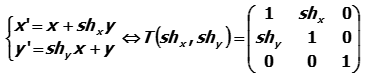 {x' = x + sh_x y
{y' = sh_y x + y ⇔ T(sh_x, sh_y) = (1 sh_x 0
sh_y 1 0
0 0 1)